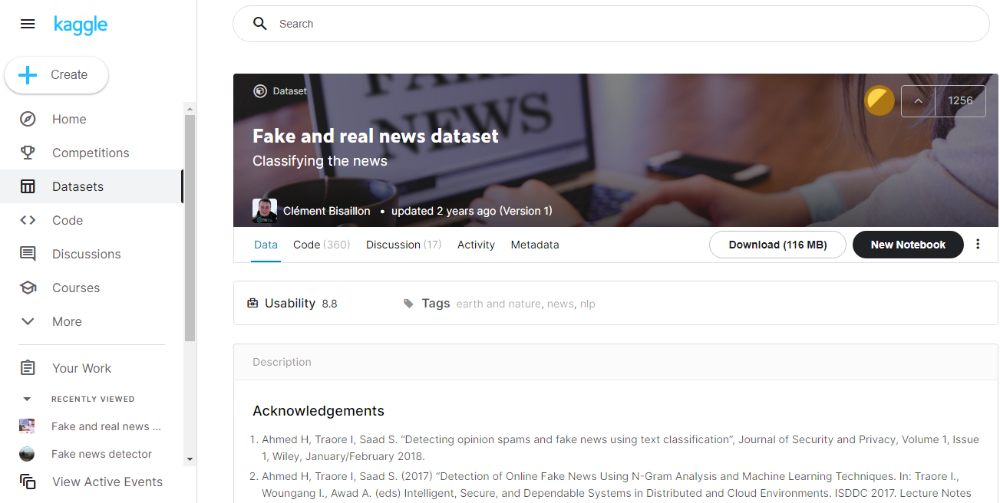 kaggle
Search
Create
Home
Competitions
Datasets
Code
Discussions
Courses
More
Your Work
RECENTLY VIEWED
Fake and real news ...
Fake news detector
View Active Events
Dataset
1256
NEWS
Fake and real news dataset
Classifying the news
Clément Bisaillon • updated 2 years ago (Version 1)
Data Code (360) Discussion (17) Activity Metadata
Download (116 MB) New Notebook
Usability 8.8 Tags earth and nature, news, nlp
Description
Acknowledgements
1. Ahmed H, Traore I, Saad S. “Detecting opinion spams and fake news using text classification”, Journal of Security and Privacy, Volume 1, Issue
1, Wiley, January/February 2018.
2. Ahmed H, Traore I, Saad S. (2017) “Detection of Online Fake News Using N-Gram Analysis and Machine Learning Techniques. In: Traore I.,
Woungang I., Awad A. (eds) Intelligent, Secure, and Dependable Systems in Distributed and Cloud Environments. ISDDC 2017. Lecture Notes